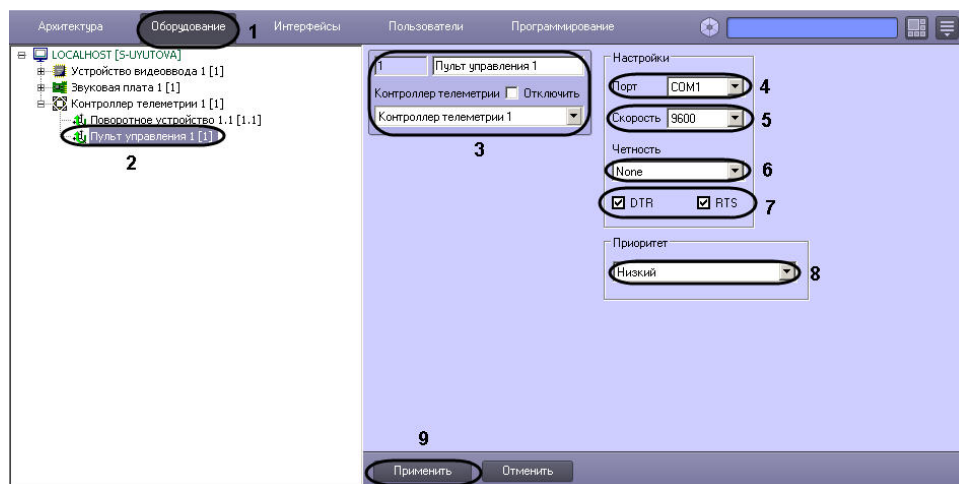 Архитектура Оборудование 1 Интерфейсы Пользователи Программирование
LOCALHOST [S-UYUTOVA]
Устройство видеоввода 1 [1]
Звуковая плата 1 [1]
Контроллер телеметрии 1 [1]
Поворотное устройство 1.1 [1.1]
Пульт управления 1 [1]
2
1 Пульт управления 1
Контроллер телеметрии Отключить
Контроллер телеметрии 1
3
Настройки
Порт COM1 4
Скорость 9600 5
Четность
None 6
DTR RTS 7
Приоритет
Низкий 8
9
Применить Отменить